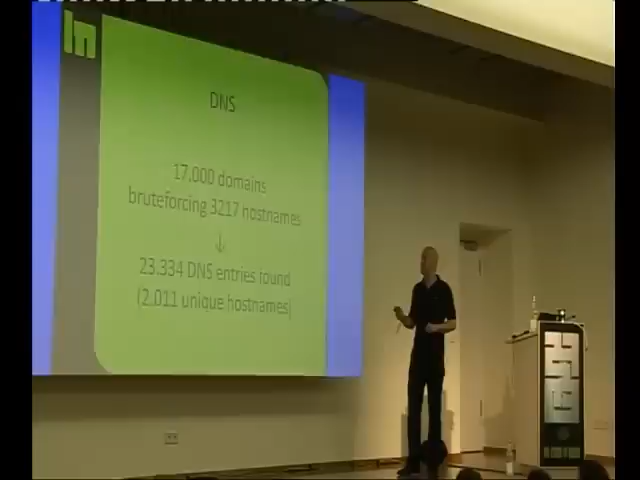 DNS
17,000 domains
bruteforcing 3217 hostnames
↓
23.334 DNS entries found
(2.011 unique hostnames)